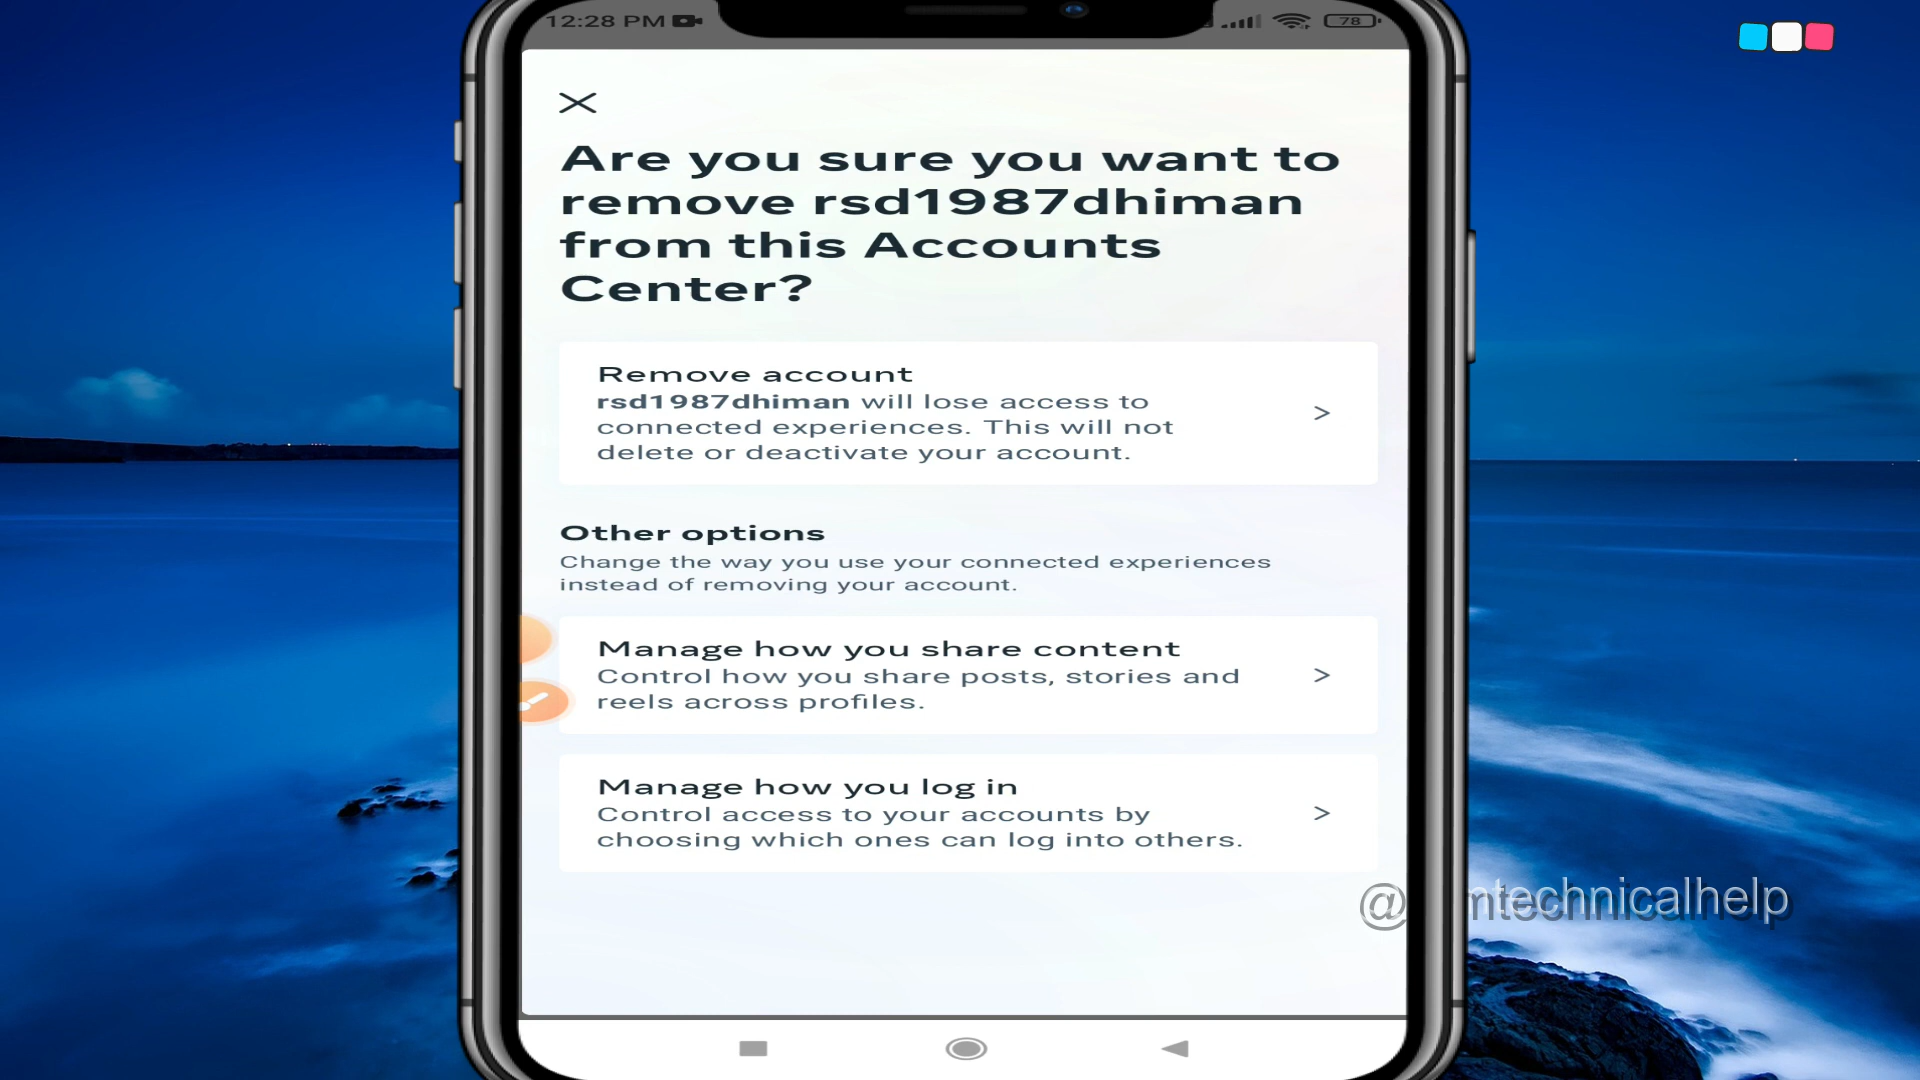 12:28 PM
78
Are you sure you want to
remove rsd1987dhiman
from this Accounts
Center?
Remove account
rsd1987dhiman will lose access to
connected experiences. This will not
delete or deactivate your account.
>
Other options
Change the way you use your connected experiences
instead of removing your account.
Manage how you share content
Control how you share posts, stories and
reels across profiles.
>
Manage how you log in
Control access to your accounts by
choosing which ones can log into others.
>